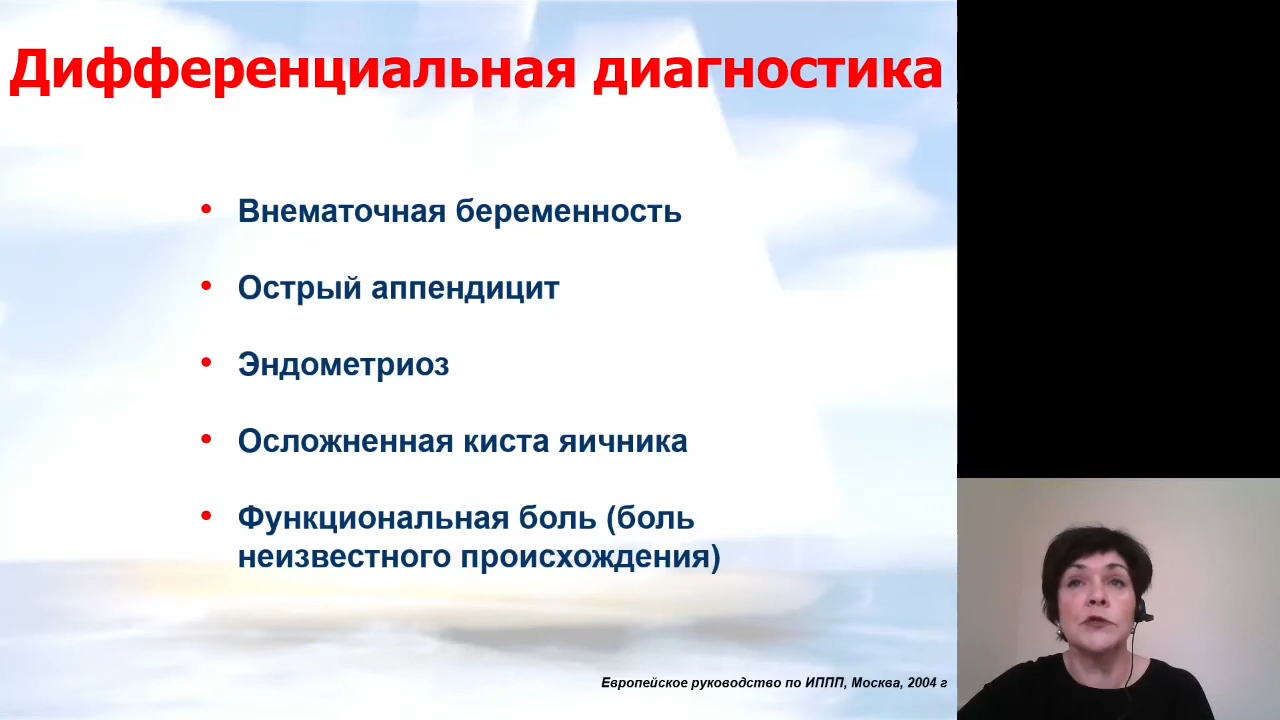 Дифференциальная диагностика
• Внематочная беременность
• Острый аппендицит
• Эндометриоз
• Осложненная киста яичника
• Функциональная боль (боль
неизвестного происхождения)
Европейское руководство по ИППП, Москва, 2004 г